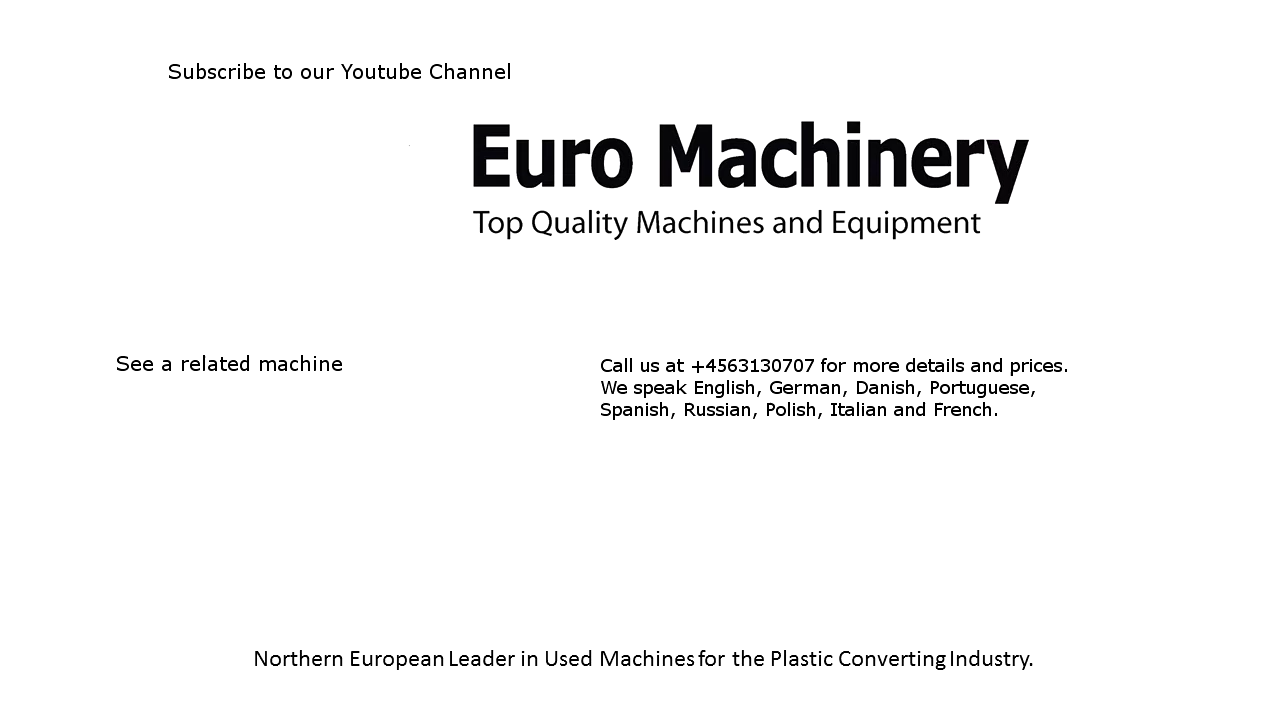 Subscribe to our Youtube Channel
Euro Machinery
Top Quality Machines and Equipment
See a related machine
Call us at +4563130707 for more details and prices.
We speak English, German, Danish, Portuguese,
Spanish, Russian, Polish, Italian and French.
Northern European Leader in Used Machines for the Plastic Converting Industry.